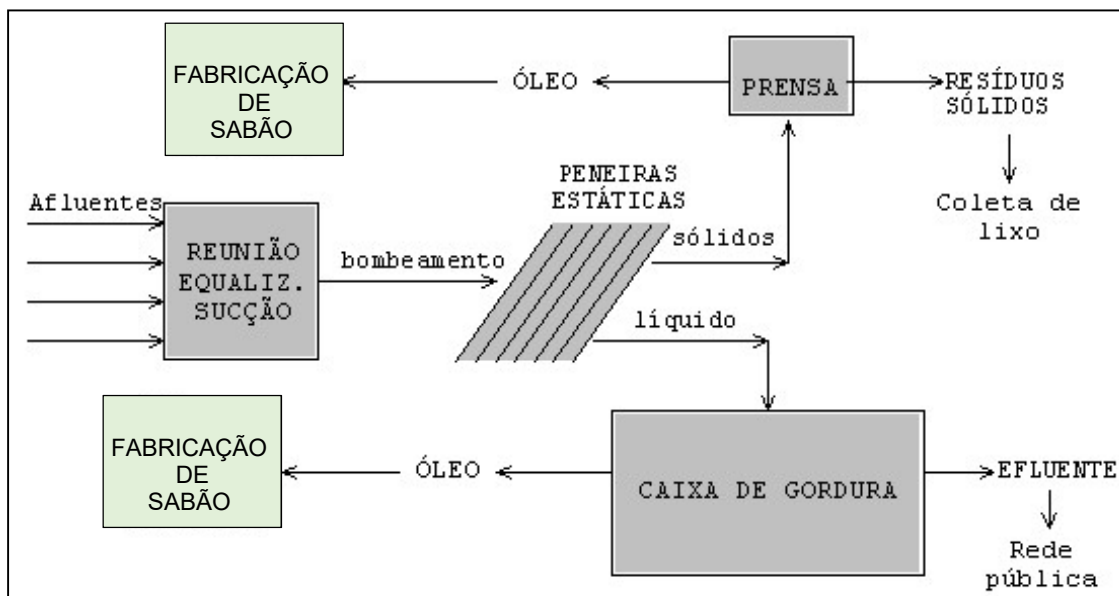 FABRICAÇÃO
DE
SABÃO
ÓLEO
PRENSA
RESÍDUOS
SÓLIDOS
Coleta de
lixo
Afluentes
REUNIÃO
EQUALIZ.
SUCÇÃO
bombeamento
PENEIRAS
ESTÁTICAS
sólidos
líquido
FABRICAÇÃO
DE
SABÃO
ÓLEO
CAIXA DE GORDURA
EFLUENTE
Rede
pública